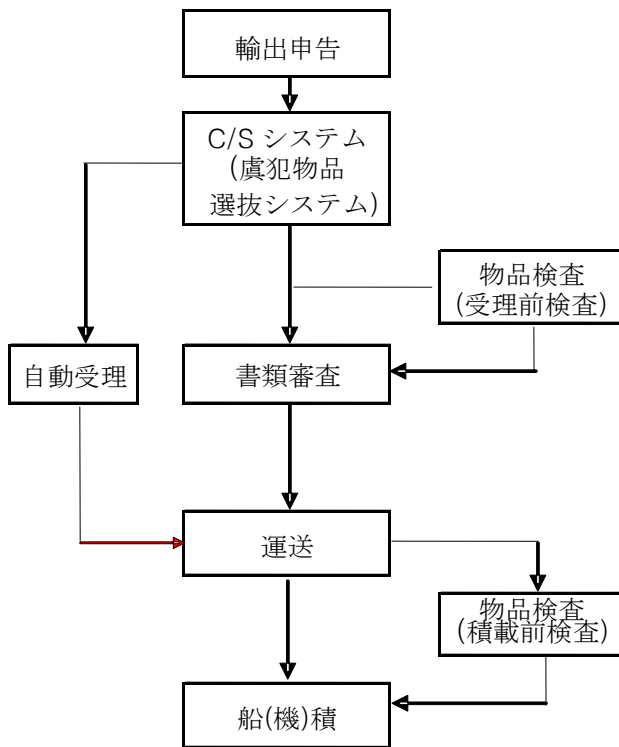 輸出申告
C/S システム
(虞犯物品
選抜システム)
物品検査
(受理前検査)
自動受理
書類審査
運送
物品検査
(積載前検査)
船(機)積